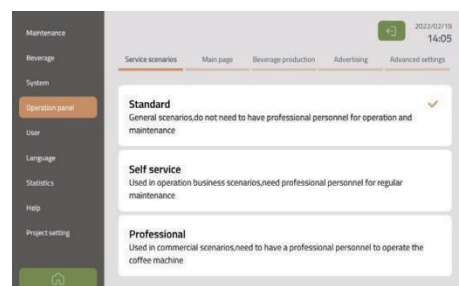 Maintenance
Beverage
System
Operation panel
User
Language
Statistics
Help
Project setting
2022/02/19
14:05
Service scenarios Main page Beverage production Advertising Advanced settings
Standard
General scenarios,do not need to have professional personnel for operation and
maintenance
Self service
Used in operation business scenarios,need professional personnel for regular
maintenance
Professional
Used in commercial scenarios,need to have a professional personnel to operate the
coffee machine